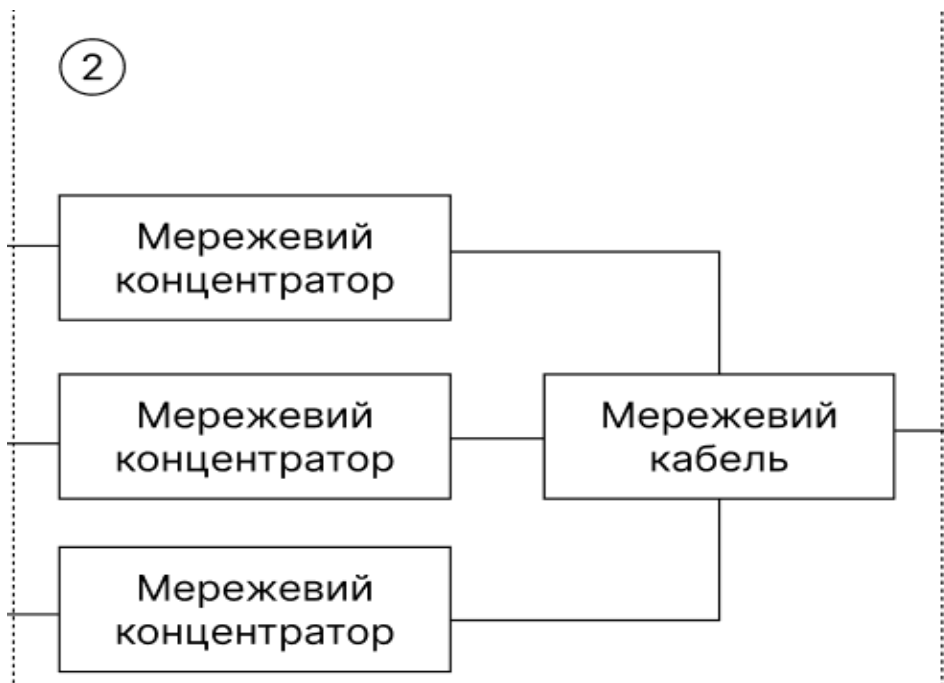 2
Мережевий
концентратор
Мережевий
концентратор
Мережевий
кабель
Мережевий
концентратор